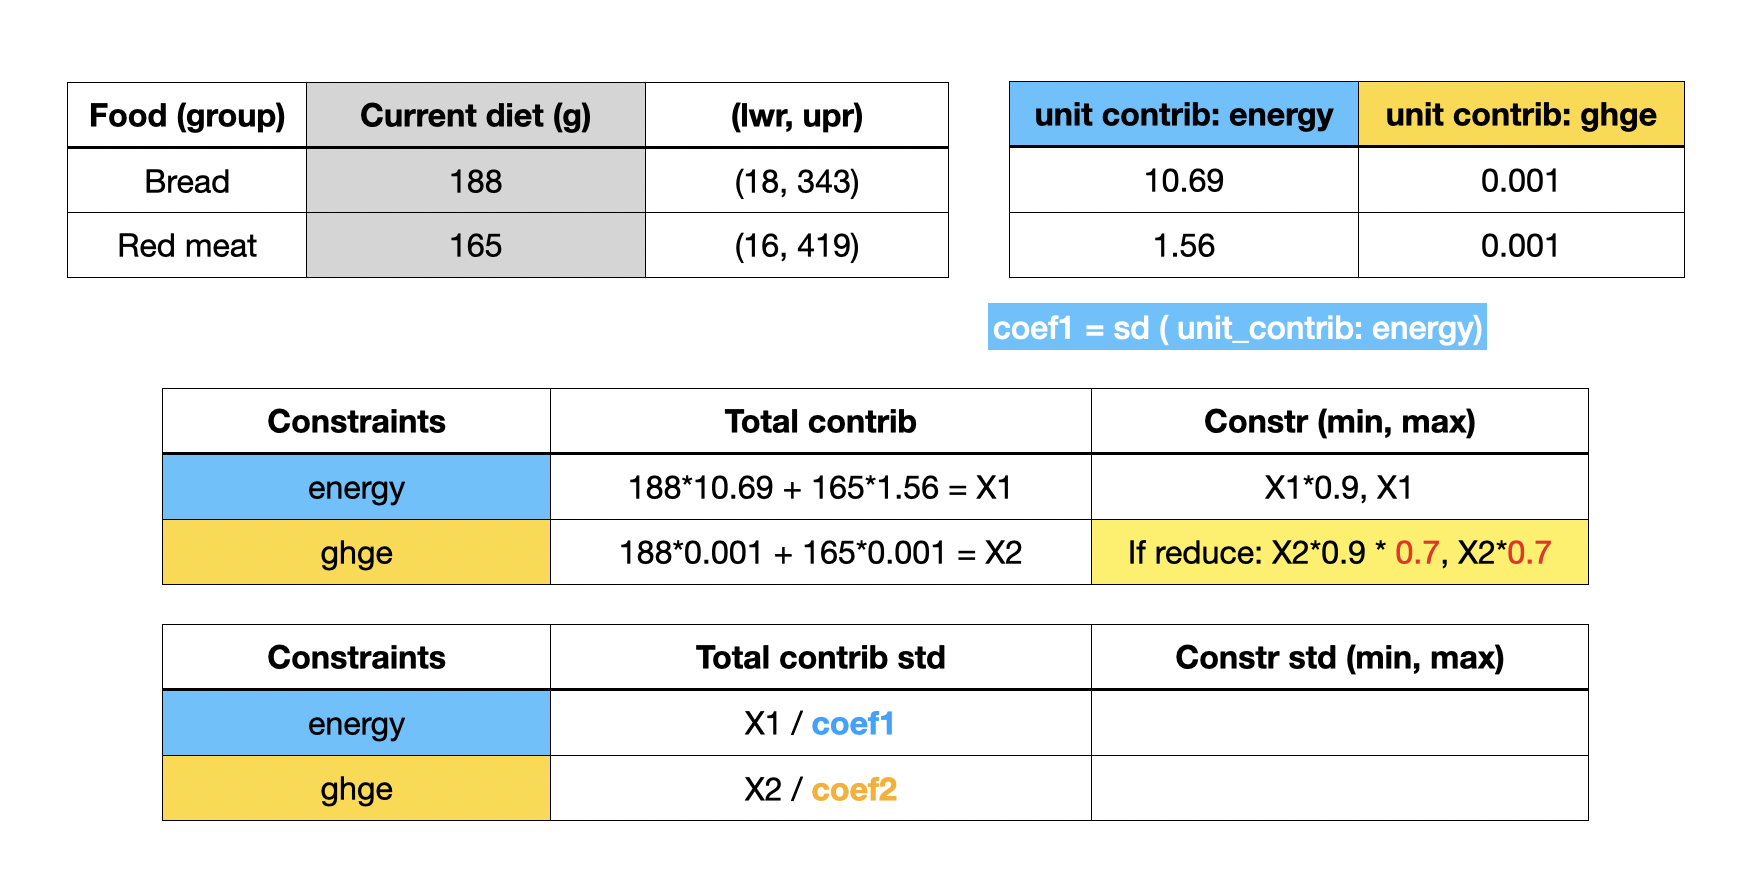 Food (group) Current diet (g) (lwr, upr) unit contrib: energy unit contrib: ghge
Bread 188 (18, 343) 10.69 0.001
Red meat 165 (16, 419) 1.56 0.001
coef1 = sd ( unit_contrib: energy)
Constraints Total contrib Constr (min, max)
energy 188*10.69 + 165*1.56 = X1 X1*0.9, X1
ghge 188*0.001 + 165*0.001 = X2 If reduce: X2*0.9 * 0.7, X2*0.7
Constraints Total contrib std Constr std (min, max)
energy X1 / coef1
ghge X2 / coef2